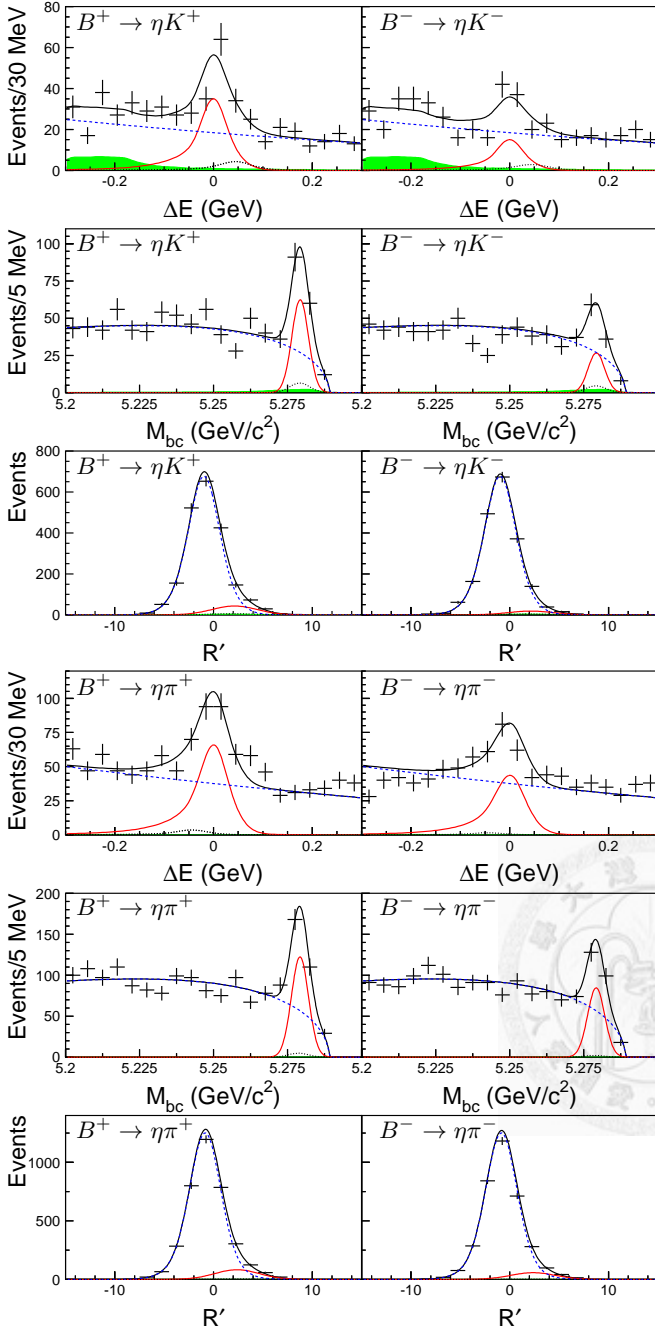 B⁺ → ηK⁺ B⁻ → ηK⁻
Events/30 MeV
80
60
40
20
0
-0.2 0 0.2 -0.2 0 0.2
ΔE (GeV) ΔE (GeV)
B⁺ → ηK⁺ B⁻ → ηK⁻
Events/5 MeV
100
75
50
25
0
5.2 5.225 5.25 5.275 5.2 5.225 5.25 5.275
M_bc (GeV/c²) M_bc (GeV/c²)
B⁺ → ηK⁺ B⁻ → ηK⁻
Events
800
600
400
200
0
-10 0 10 -10 0 10
R′ R′
B⁺ → ηπ⁺ B⁻ → ηπ⁻
Events/30 MeV
125
100
75
50
25
0
-0.2 0 0.2 -0.2 0 0.2
ΔE (GeV) ΔE (GeV)
B⁺ → ηπ⁺ B⁻ → ηπ⁻
Events/5 MeV
200
150
100
50
0
5.2 5.225 5.25 5.275 5.2 5.225 5.25 5.275
M_bc (GeV/c²) M_bc (GeV/c²)
B⁺ → ηπ⁺ B⁻ → ηπ⁻
Events
1250
1000
750
500
250
0
-10 0 10 -10 0 10
R′ R′